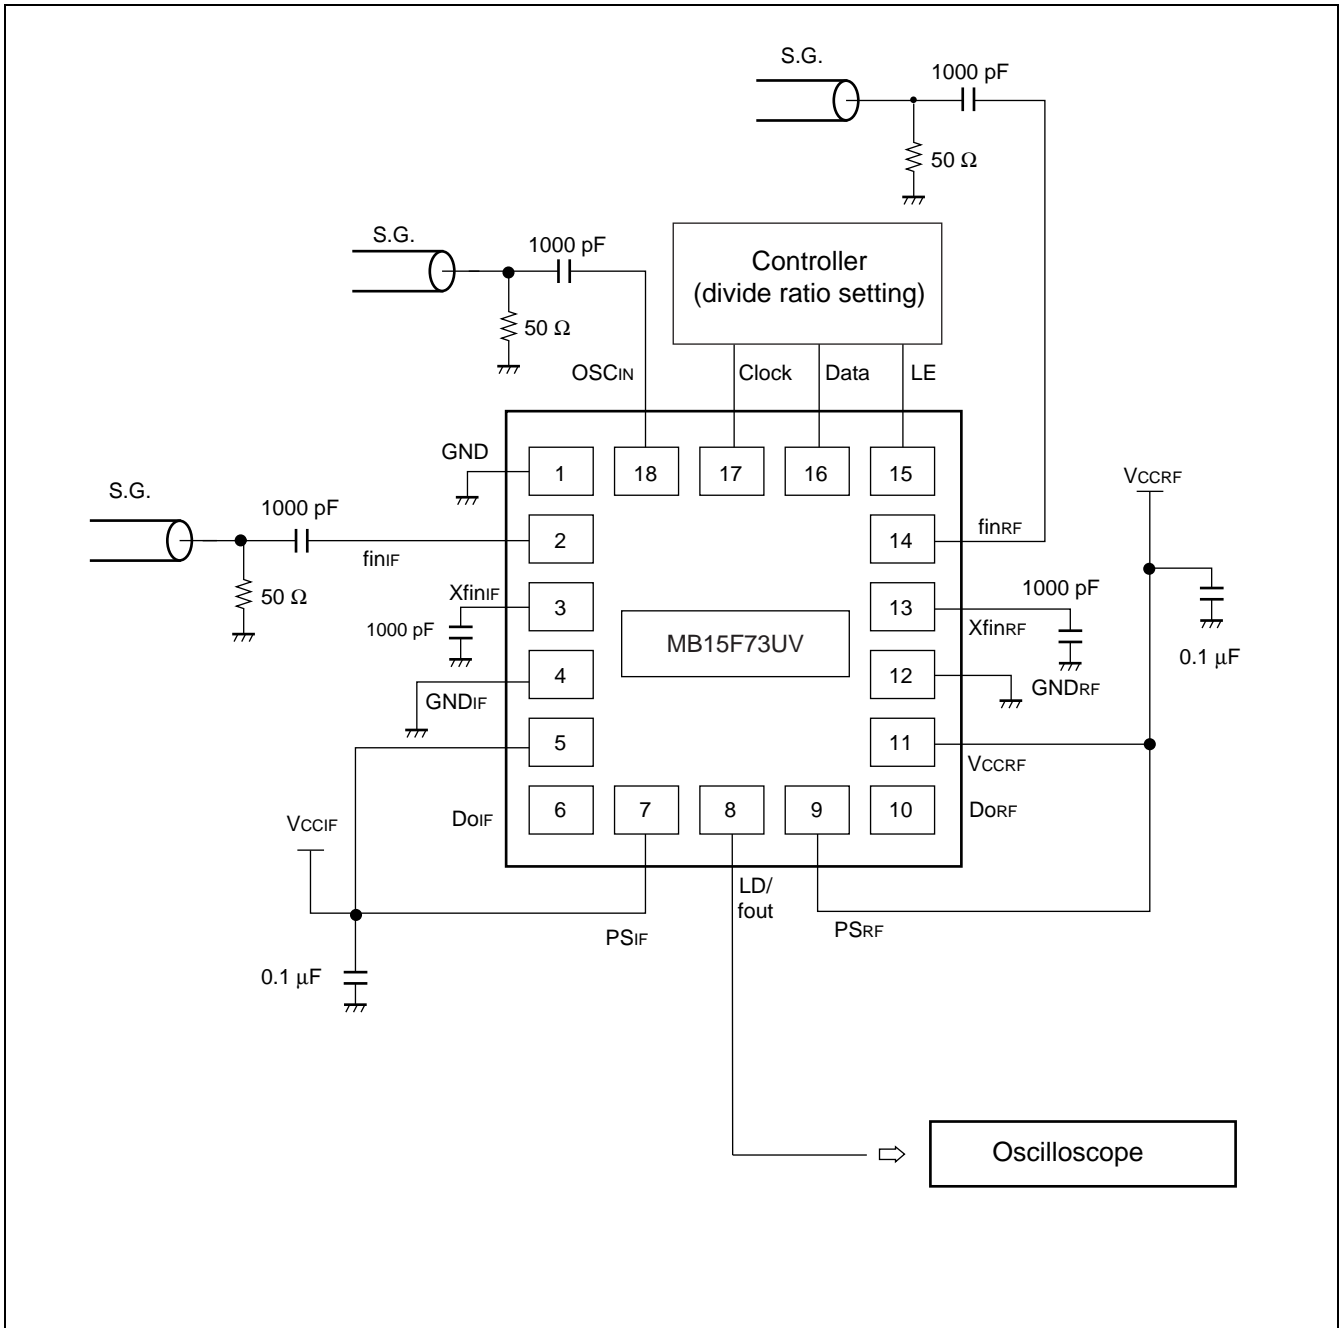 S.G.
1000 pF
50 Ω
S.G.
1000 pF
50 Ω
Controller
(divide ratio setting)
OSCIN
Clock
Data
LE
GND
1
18
17
16
15
VCCRF
S.G.
1000 pF
finIF
50 Ω
2
14
finRF
XfinIF
1000 pF
3
MB15F73UV
13
1000 pF
XfinRF
0.1 µF
GNDIF
4
12
GNDRF
5
11
VCCRF
VCCIF
DoIF
6
7
8
9
10
DoRF
LD/
fout
PSIF
PSRF
0.1 µF
Oscilloscope